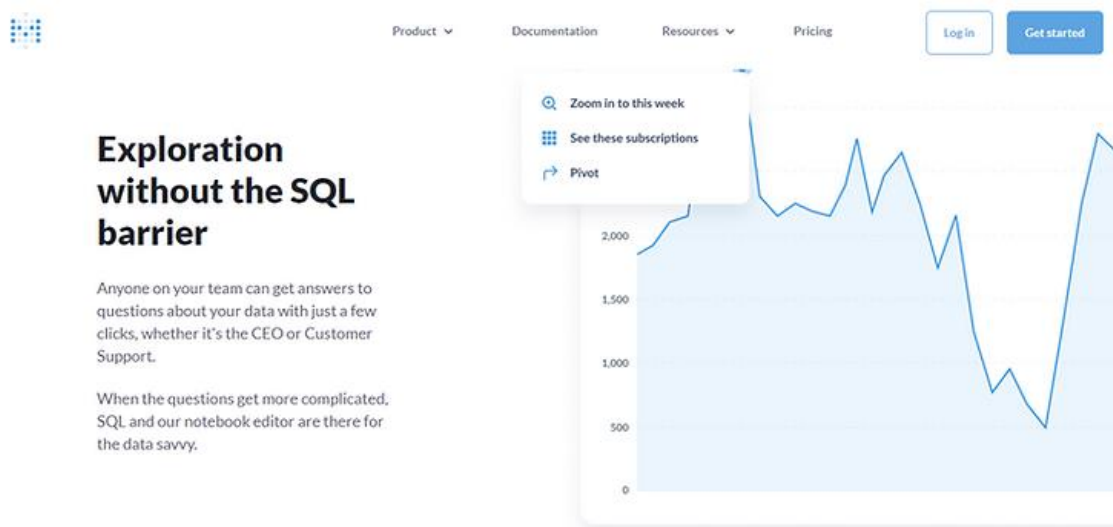 Product
Documentation
Resources
Pricing
Log in
Get started
Exploration
without the SQL
barrier
Anyone on your team can get answers to
questions about your data with just a few
clicks, whether it's the CEO or Customer
Support.
When the questions get more complicated,
SQL and our notebook editor are there for
the data savvy.
Zoom in to this week
See these subscriptions
Pivot
2,000
1,500
1,000
500
0